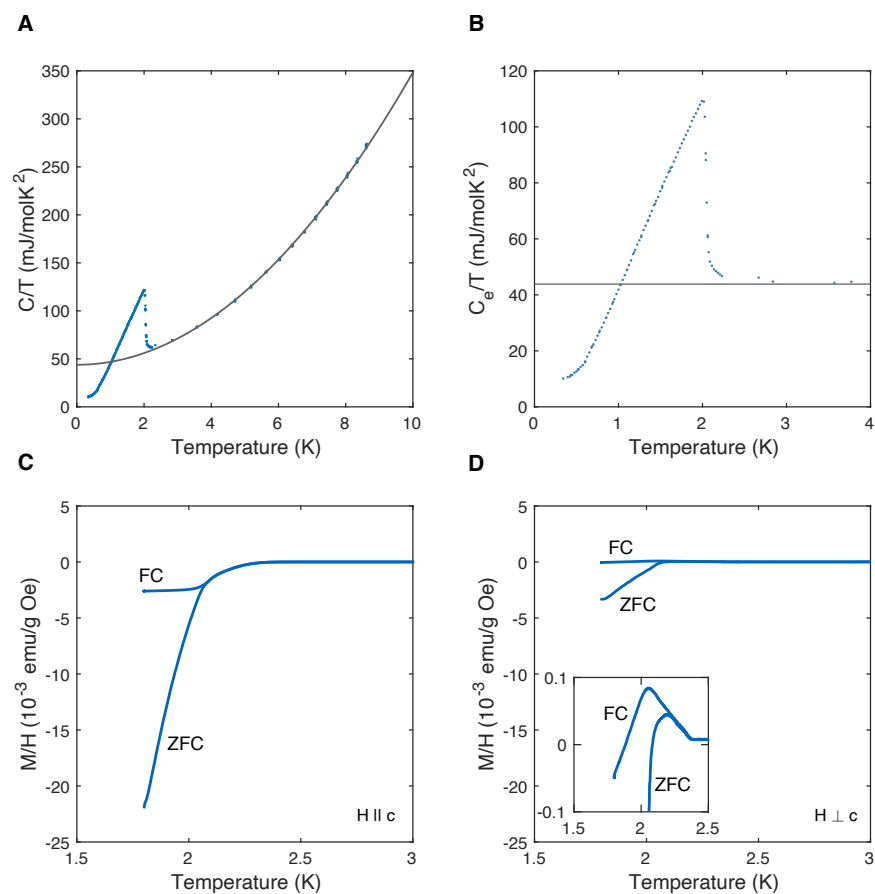 A
C/T (mJ/molK²)
350
300
250
200
150
100
50
0
0 2 4 6 8 10
Temperature (K)
B
C_e/T (mJ/molK²)
120
100
80
60
40
20
0
0 1 2 3 4
Temperature (K)
C
M/H (10⁻³ emu/g Oe)
5
0
-5
-10
-15
-20
-25
FC
ZFC
H || c
1.5 2 2.5 3
Temperature (K)
D
M/H (10⁻³ emu/g Oe)
5
0
-5
-10
-15
-20
-25
FC
ZFC
0.1
0
-0.1
FC
ZFC
1.5 2 2.5
H ⊥ c
1.5 2 2.5 3
Temperature (K)